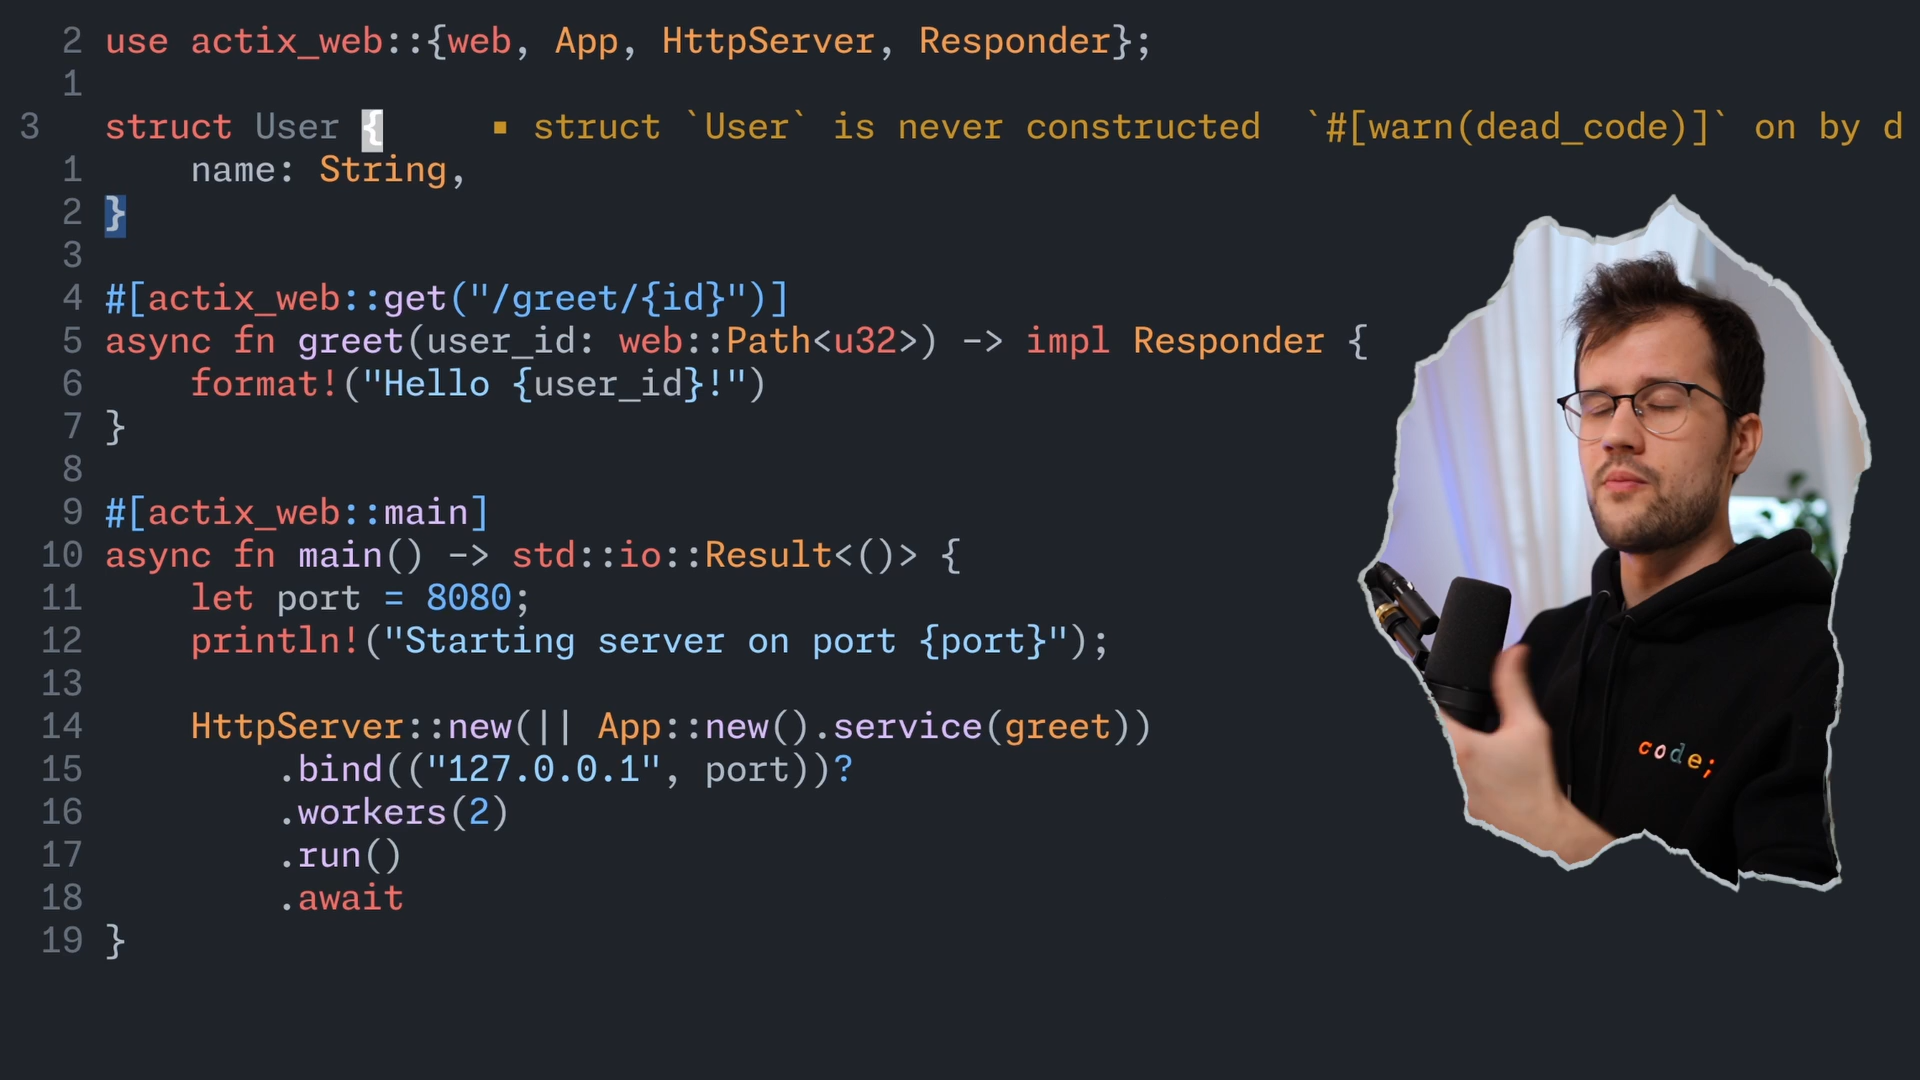 2 use actix_web::{web, App, HttpServer, Responder};
1
3 struct User { ▪ struct `User` is never constructed `#[warn(dead_code)]` on by d
1     name: String,
2 }
3
4 #[actix_web::get("/greet/{id}")]
5 async fn greet(user_id: web::Path<u32>) -> impl Responder {
6     format!("Hello {user_id}!")
7 }
8
9 #[actix_web::main]
10 async fn main() -> std::io::Result<()> {
11     let port = 8080;
12     println!("Starting server on port {port}");
13
14     HttpServer::new(|| App::new().service(greet))
15         .bind(("127.0.0.1", port))?
16         .workers(2)
17         .run()
18         .await
19 }
code;